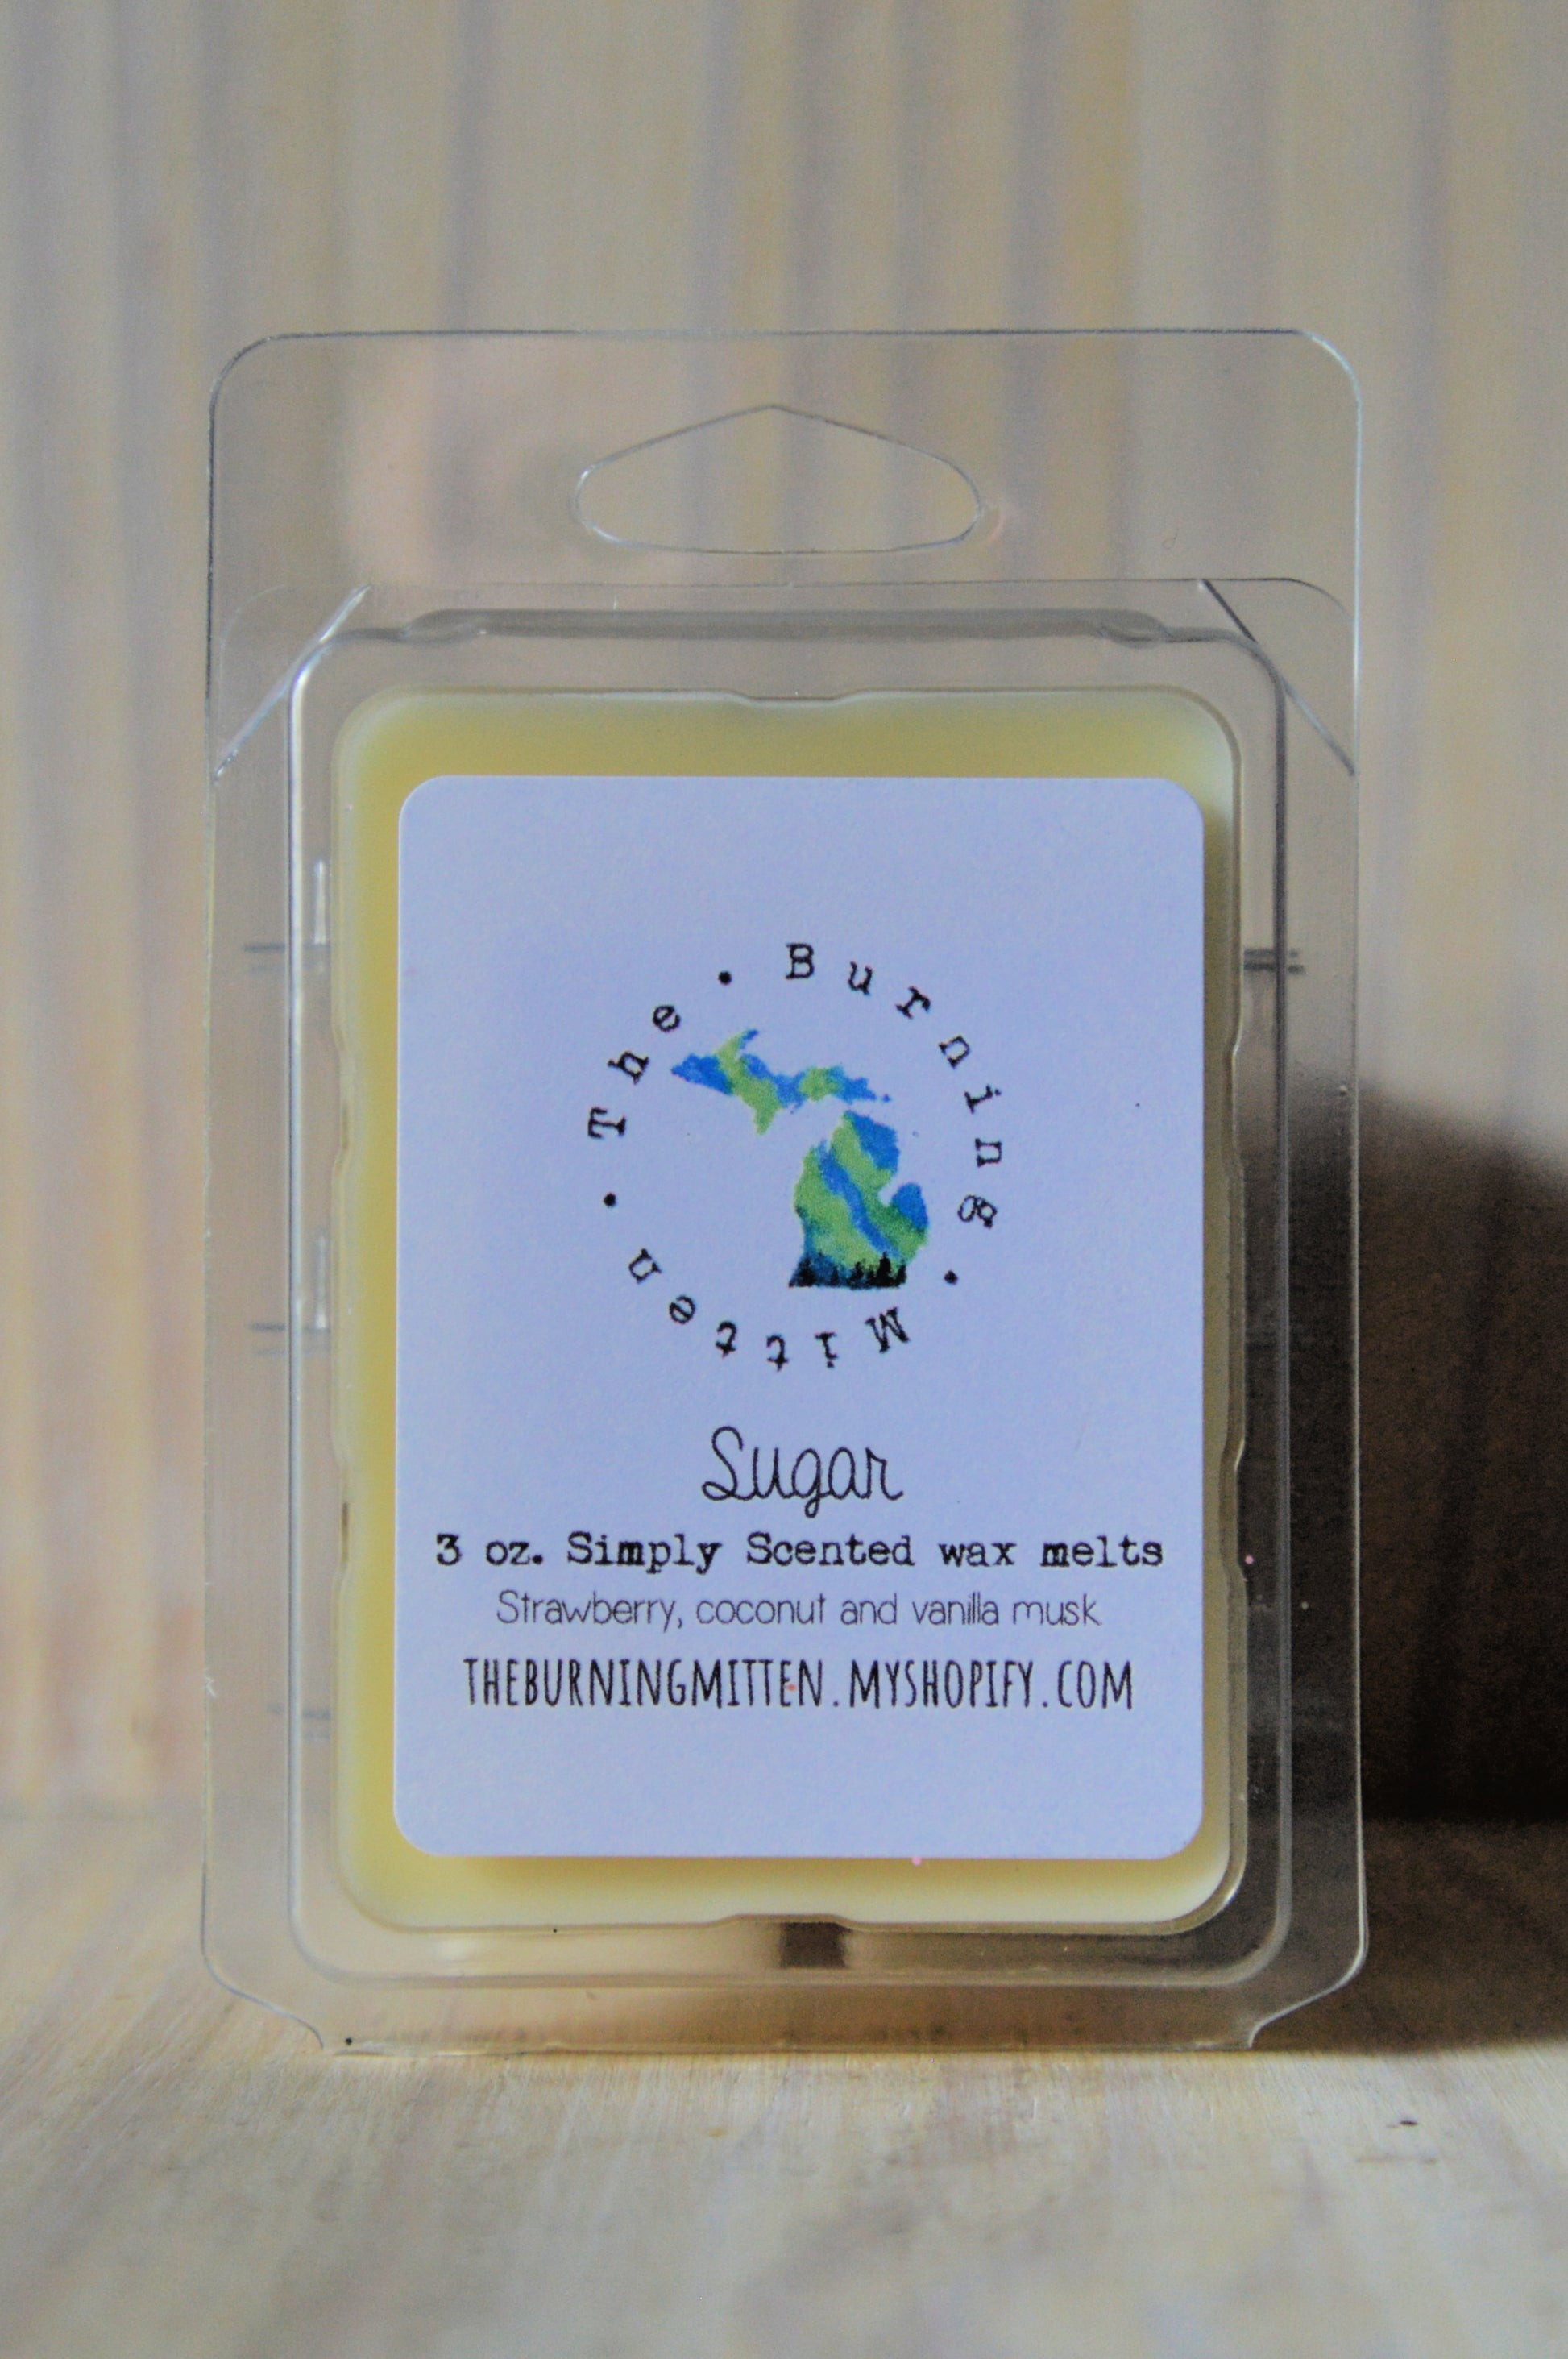 The • Burning • Mitten •
Sugar
3 oz. Simply Scented wax melts
Strawberry, coconut and vanilla musk
THEBURNINGMITTEN.MYSHOPIFY.COM